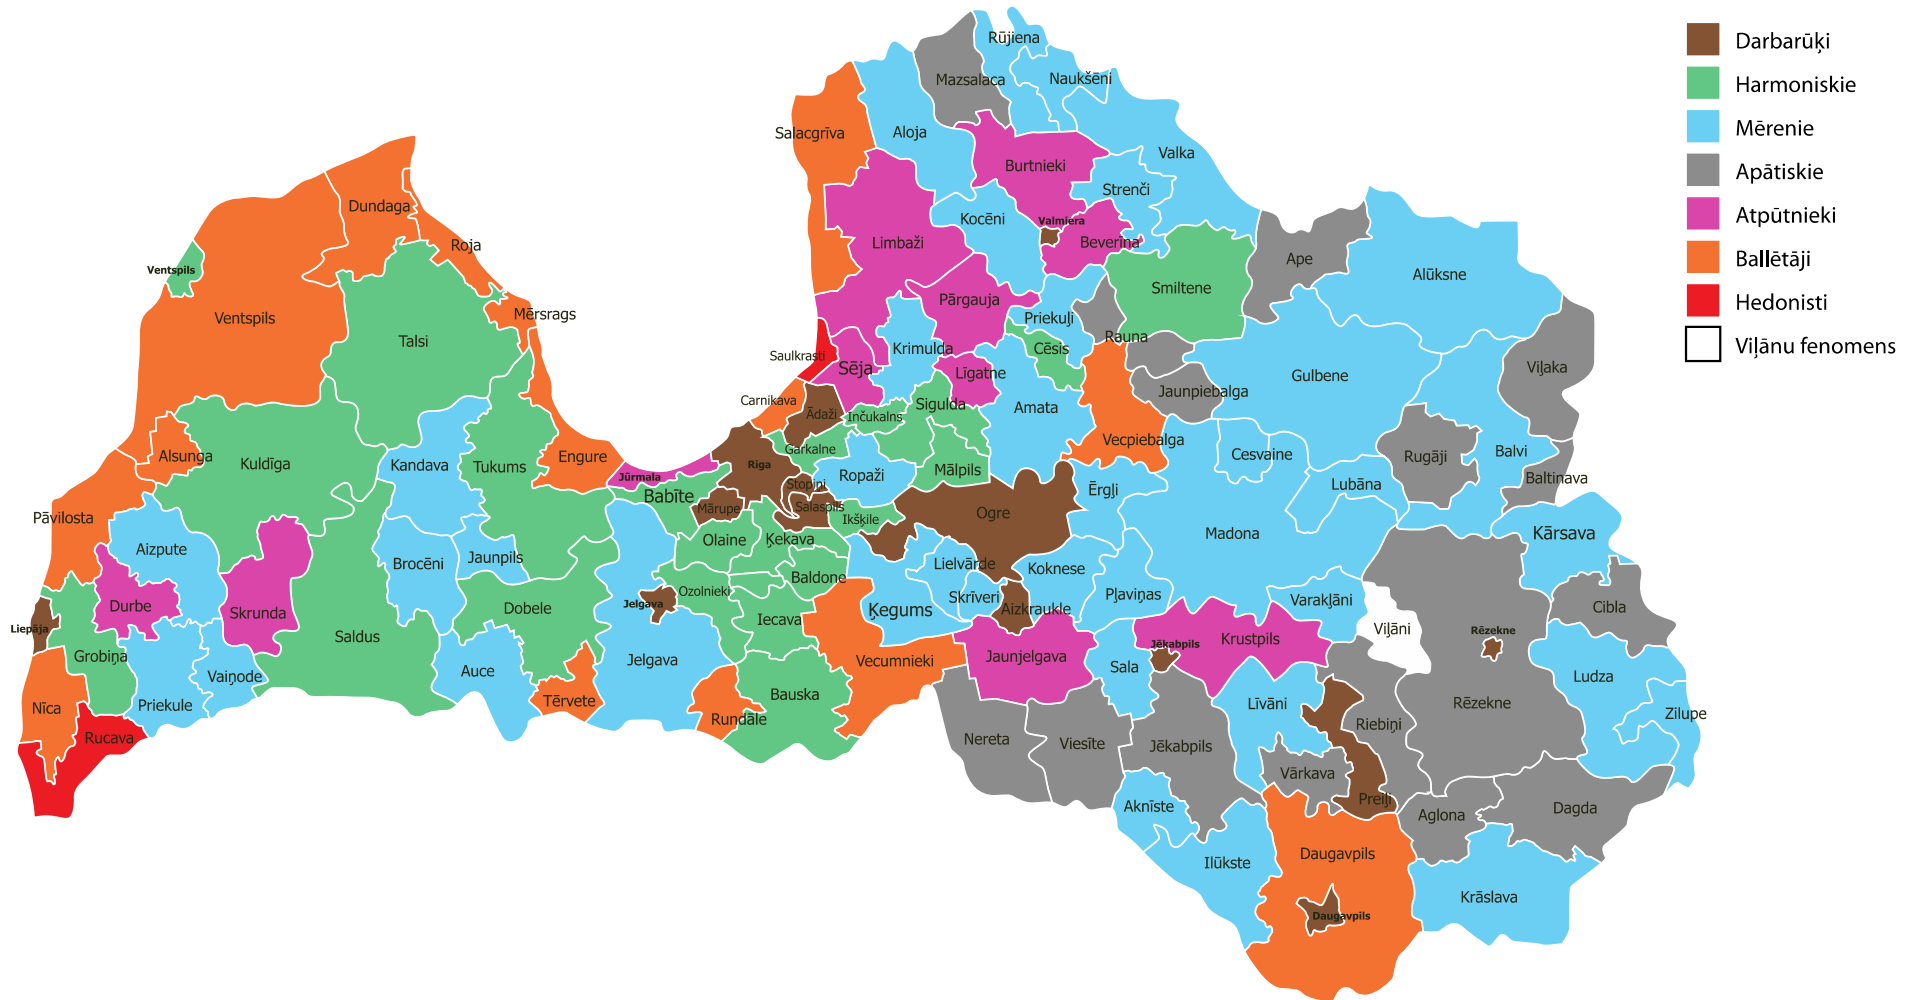 Rūjiena
Darbarūķi
Mazsalaca
Naukšēni
Harmoniskie
Salacgrīva
Aloja
Mērenie
Valka
Burtnieki
Apātiskie
Strenči
Dundaga
Atpūtnieki
Kocēni
Valmiera
Roja
Limbaži
Beverīna
Ape
Ballētāji
Ventspils
Alūksne
Smiltene
Hedonisti
Pārgauja
Ventspils
Mērsrags
Priekuļi
Rauna
Talsi
Viļānu fenomens
Saulkrasti
Krimulda
Cēsis
Sēja
Līgatne
Gulbene
Viļaka
Jaunpiebalga
Carnikava
Ādaži
Inčukalns
Sigulda
Amata
Vecpiebalga
Alsunga
Kuldīga
Kandava
Tukums
Engure
Garkalne
Cesvaine
Rugāji
Balvi
Rīga
Jūrmala
Ropaži
Mālpils
Baltinava
Stopiņi
Lubāna
Ērgļi
Babīte
Mārupe
Salaspils
Pāvilosta
Ikšķile
Ogre
Madona
Kārsava
Aizpute
Olaine
Ķekava
Jaunpils
Brocēni
Lielvārde
Koknese
Baldone
Ozolnieki
Pļaviņas
Skrīveri
Varakļāni
Durbe
Skrunda
Jelgava
Dobele
Ķegums
Aizkraukle
Cibla
Iecava
Liepāja
Saldus
Viļāni
Rēzekne
Krustpils
Jēkabpils
Grobiņa
Jelgava
Vecumnieki
Jaunjelgava
Sala
Auce
Vaiņode
Ludza
Bauska
Tērvete
Līvāni
Rēzekne
Priekule
Nīca
Rundāle
Zilupe
Riebiņi
Rucava
Nereta
Viesīte
Jēkabpils
Vārkava
Preiļi
Aknīste
Aglona
Dagda
Daugavpils
Ilūkste
Krāslava
Daugavpils